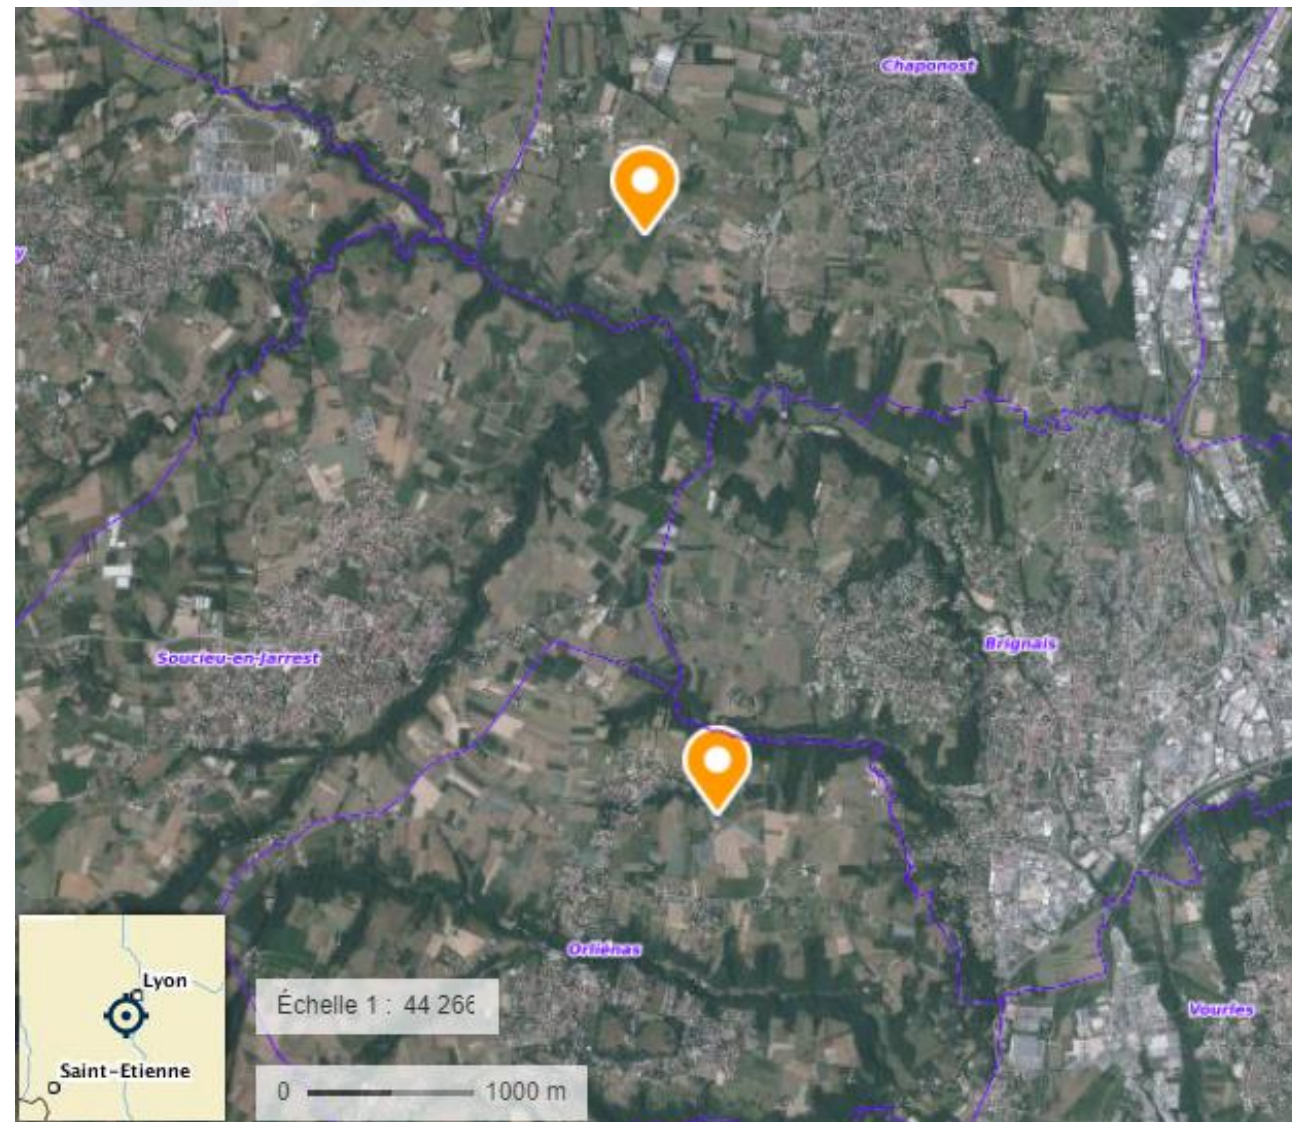 Chaponost
y
Soucieu-en-Jarrest
Brignais
Orliénas
Vourles
Lyon
Saint-Etienne
Échelle 1 : 44 266
0 1000 m